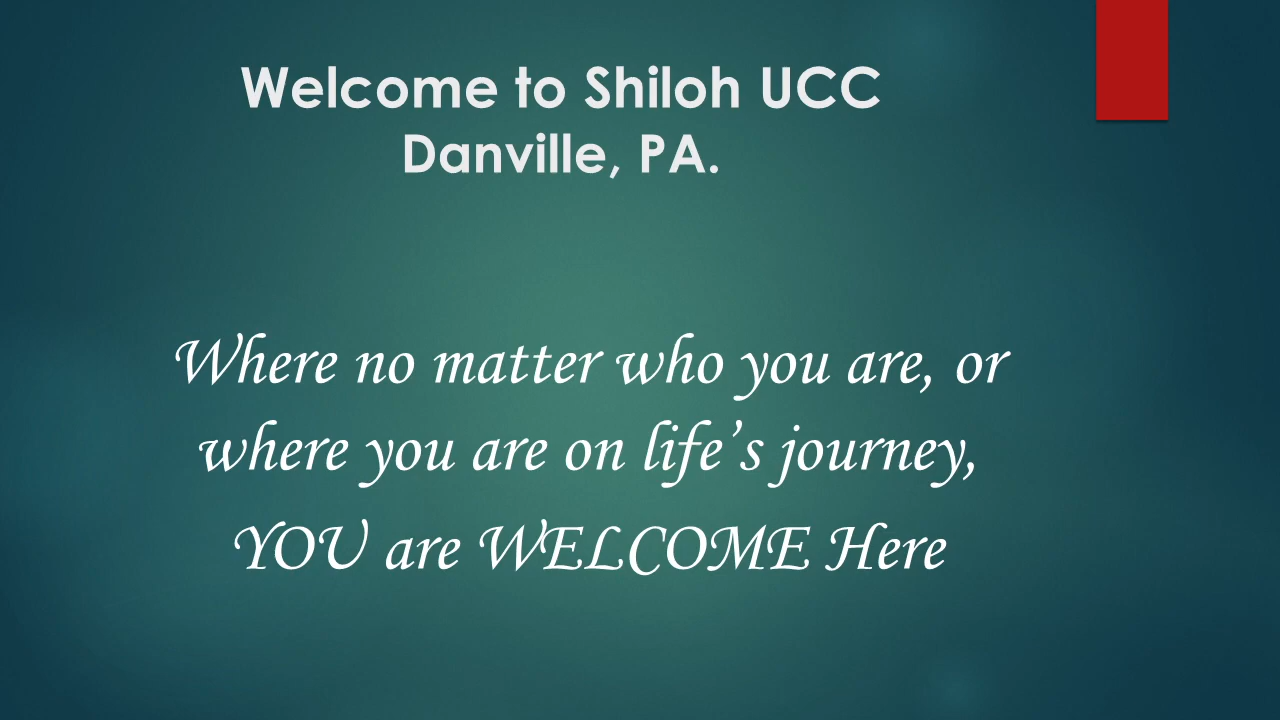 Welcome to Shiloh UCC
Danville, PA.
Where no matter who you are, or
where you are on life’s journey,
YOU are WELCOME Here